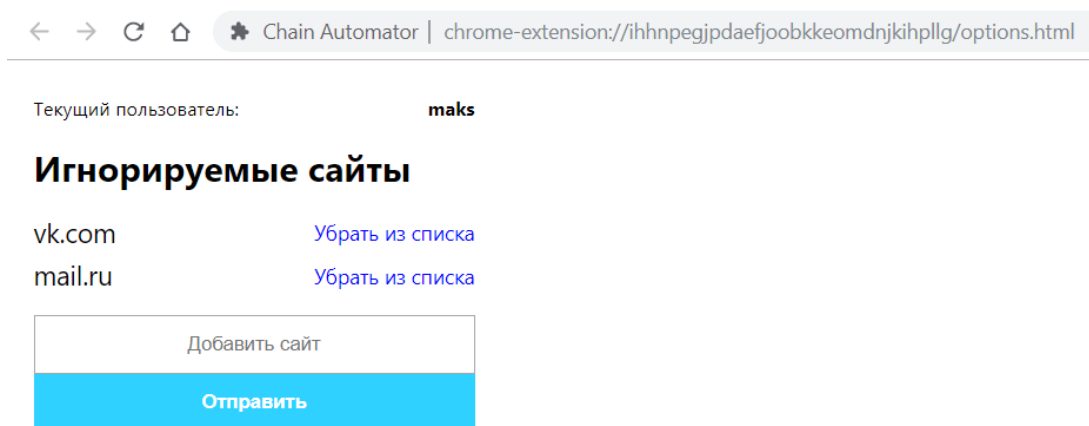 Chain Automator | chrome-extension://ihhnpegjpdaefjoobkkeomdnjkihpllg/options.html
Текущий пользователь: maks
Игнорируемые сайты
vk.com Убрать из списка
mail.ru Убрать из списка
Добавить сайт
Отправить